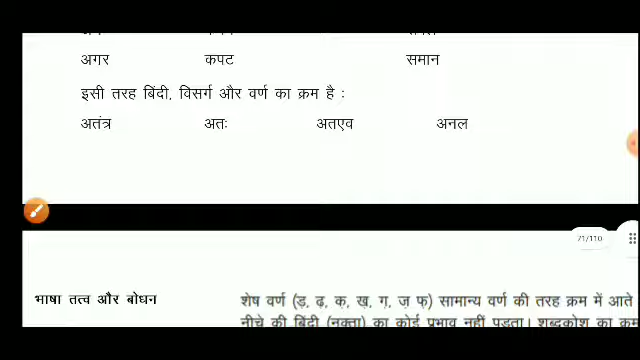 अगर कपट समान
इसी तरह बिंदी, विसर्ग और वर्ण का क्रम है :
अतंत्र अतः अतएव अनल
71/110
भाषा तत्व और बोधन
शेष वर्ण (ड़, ढ़, क़, ख़, ग़, ज़ फ़) सामान्य वर्ण की तरह क्रम में आते
नीचे की बिंदी (नुक्ता) का कोई प्रभाव नहीं पड़ता। शब्दकोश का क्रम